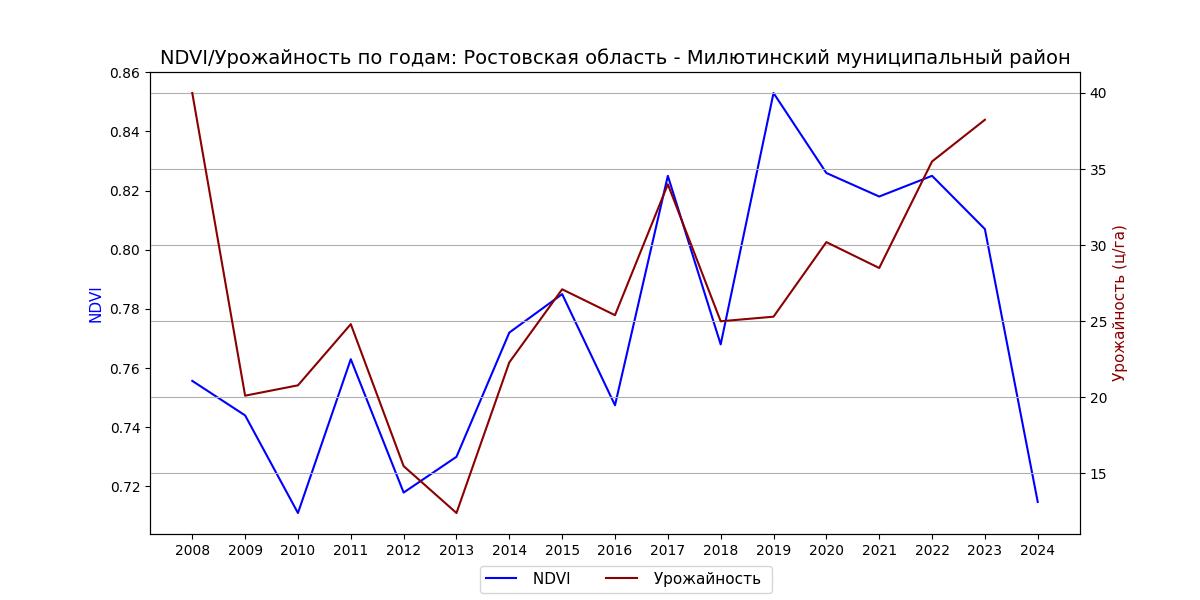 NDVI/Урожайность по годам: Ростовская область - Милютинский муниципальный район
0.86
0.84
0.82
0.80
0.78
0.76
0.74
0.72
NDVI
40
35
30
25
20
15
Урожайность (ц/га)
2008 2009 2010 2011 2012 2013 2014 2015 2016 2017 2018 2019 2020 2021 2022 2023 2024
NDVI Урожайность